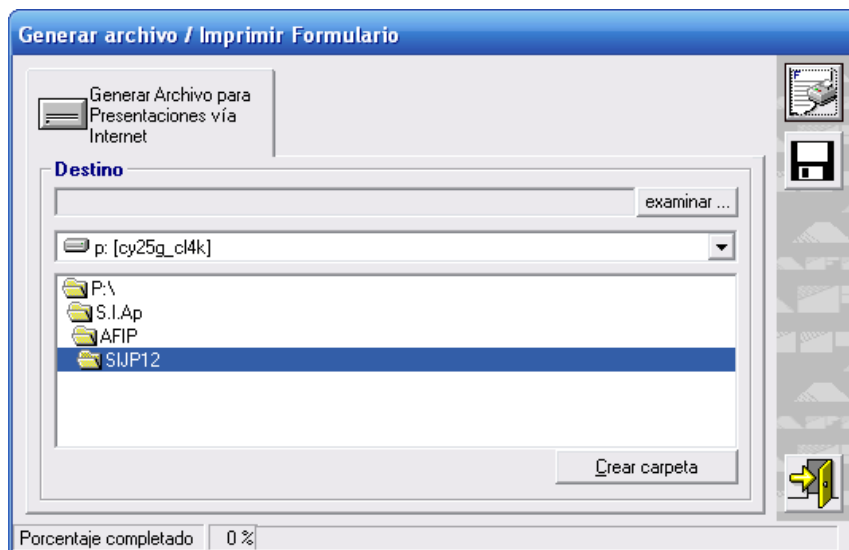 Generar archivo / Imprimir Formulario
Generar Archivo para
Presentaciones vía
Internet
Destino
examinar ...
p: [cy25g_cl4k]
P:\
S.I.Ap
AFIP
SIJP12
Crear carpeta
Porcentaje completado 0 %